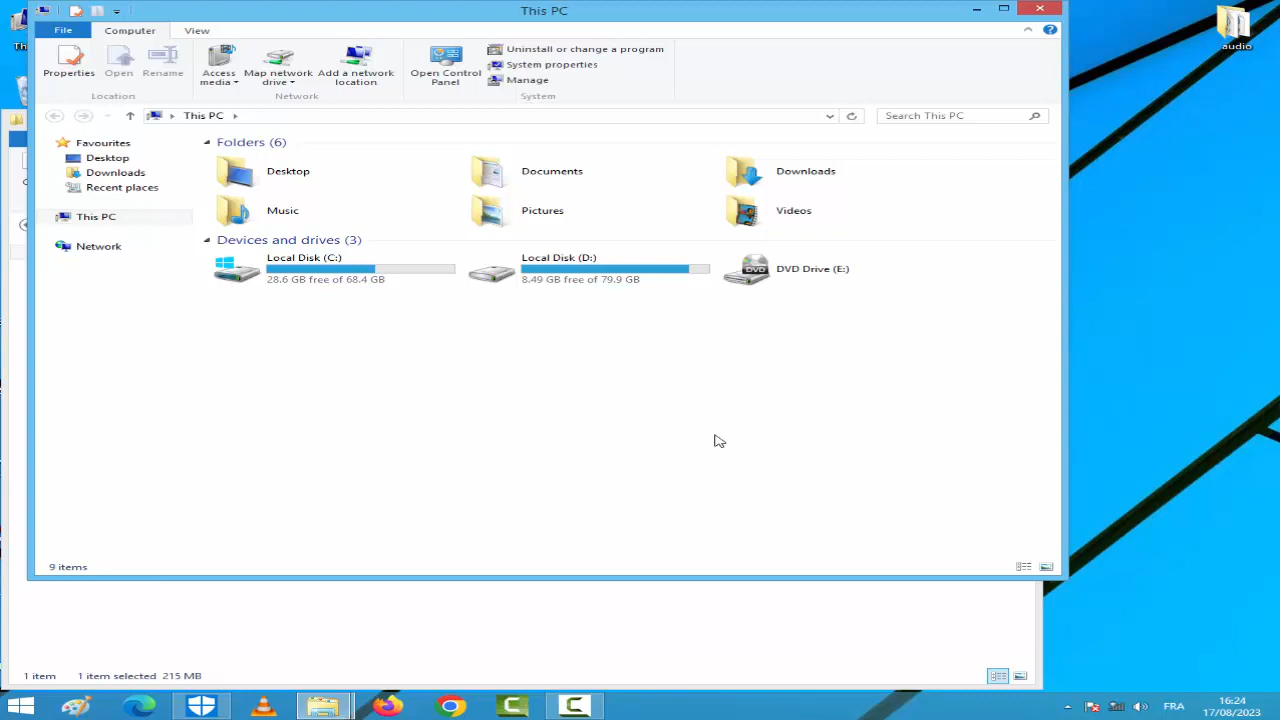 This PC
audio
File
Computer
View
Properties
Open
Rename
Access media
Map network drive
Add a network location
Open Control Panel
Uninstall or change a program
System properties
Manage
Location
Network
System
This PC
Search This PC
Favourites
Desktop
Downloads
Recent places
This PC
Network
Folders (6)
Desktop
Documents
Downloads
Music
Pictures
Videos
Devices and drives (3)
Local Disk (C:)
28.6 GB free of 68.4 GB
Local Disk (D:)
8.49 GB free of 79.9 GB
DVD
DVD Drive (E:)
9 items
1 item
1 item selected 215 MB
FRA
16:24
17/08/2023